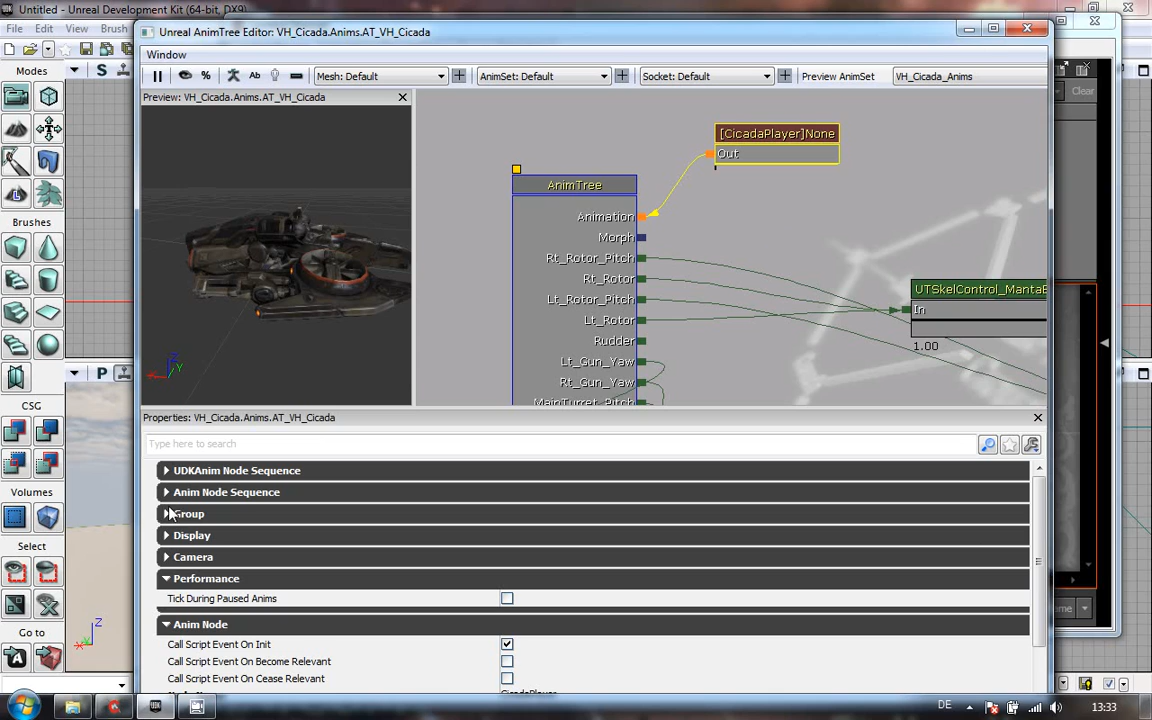 Untitled - Unreal Development Kit (64-bit, DX9)
File Edit View Brush
Modes
Brushes
CSG
Volumes
Select
Go to
S
P
Unreal AnimTree Editor: VH_Cicada.Anims.AT_VH_Cicada
Window
Ab
Mesh: Default
AnimSet: Default
Socket: Default
Preview AnimSet
VH_Cicada_Anims
Clear
Preview: VH_Cicada.Anims.AT_VH_Cicada
Z
X
Y
[CicadaPlayer]None
Out
AnimTree
Animation
Morph
Rt_Rotor_Pitch
Rt_Rotor
Lt_Rotor_Pitch
Lt_Rotor
Rudder
Lt_Gun_Yaw
Rt_Gun_Yaw
MainTurret_Pitch
UTSkelControl_MantaB
In
1.00
Properties: VH_Cicada.Anims.AT_VH_Cicada
Type here to search
UDKAnim Node Sequence
Anim Node Sequence
Group
Display
Camera
Performance
Tick During Paused Anims
Anim Node
Call Script Event On Init
Call Script Event On Become Relevant
Call Script Event On Cease Relevant
CicadaPlayer
Z
X
DE
13:33